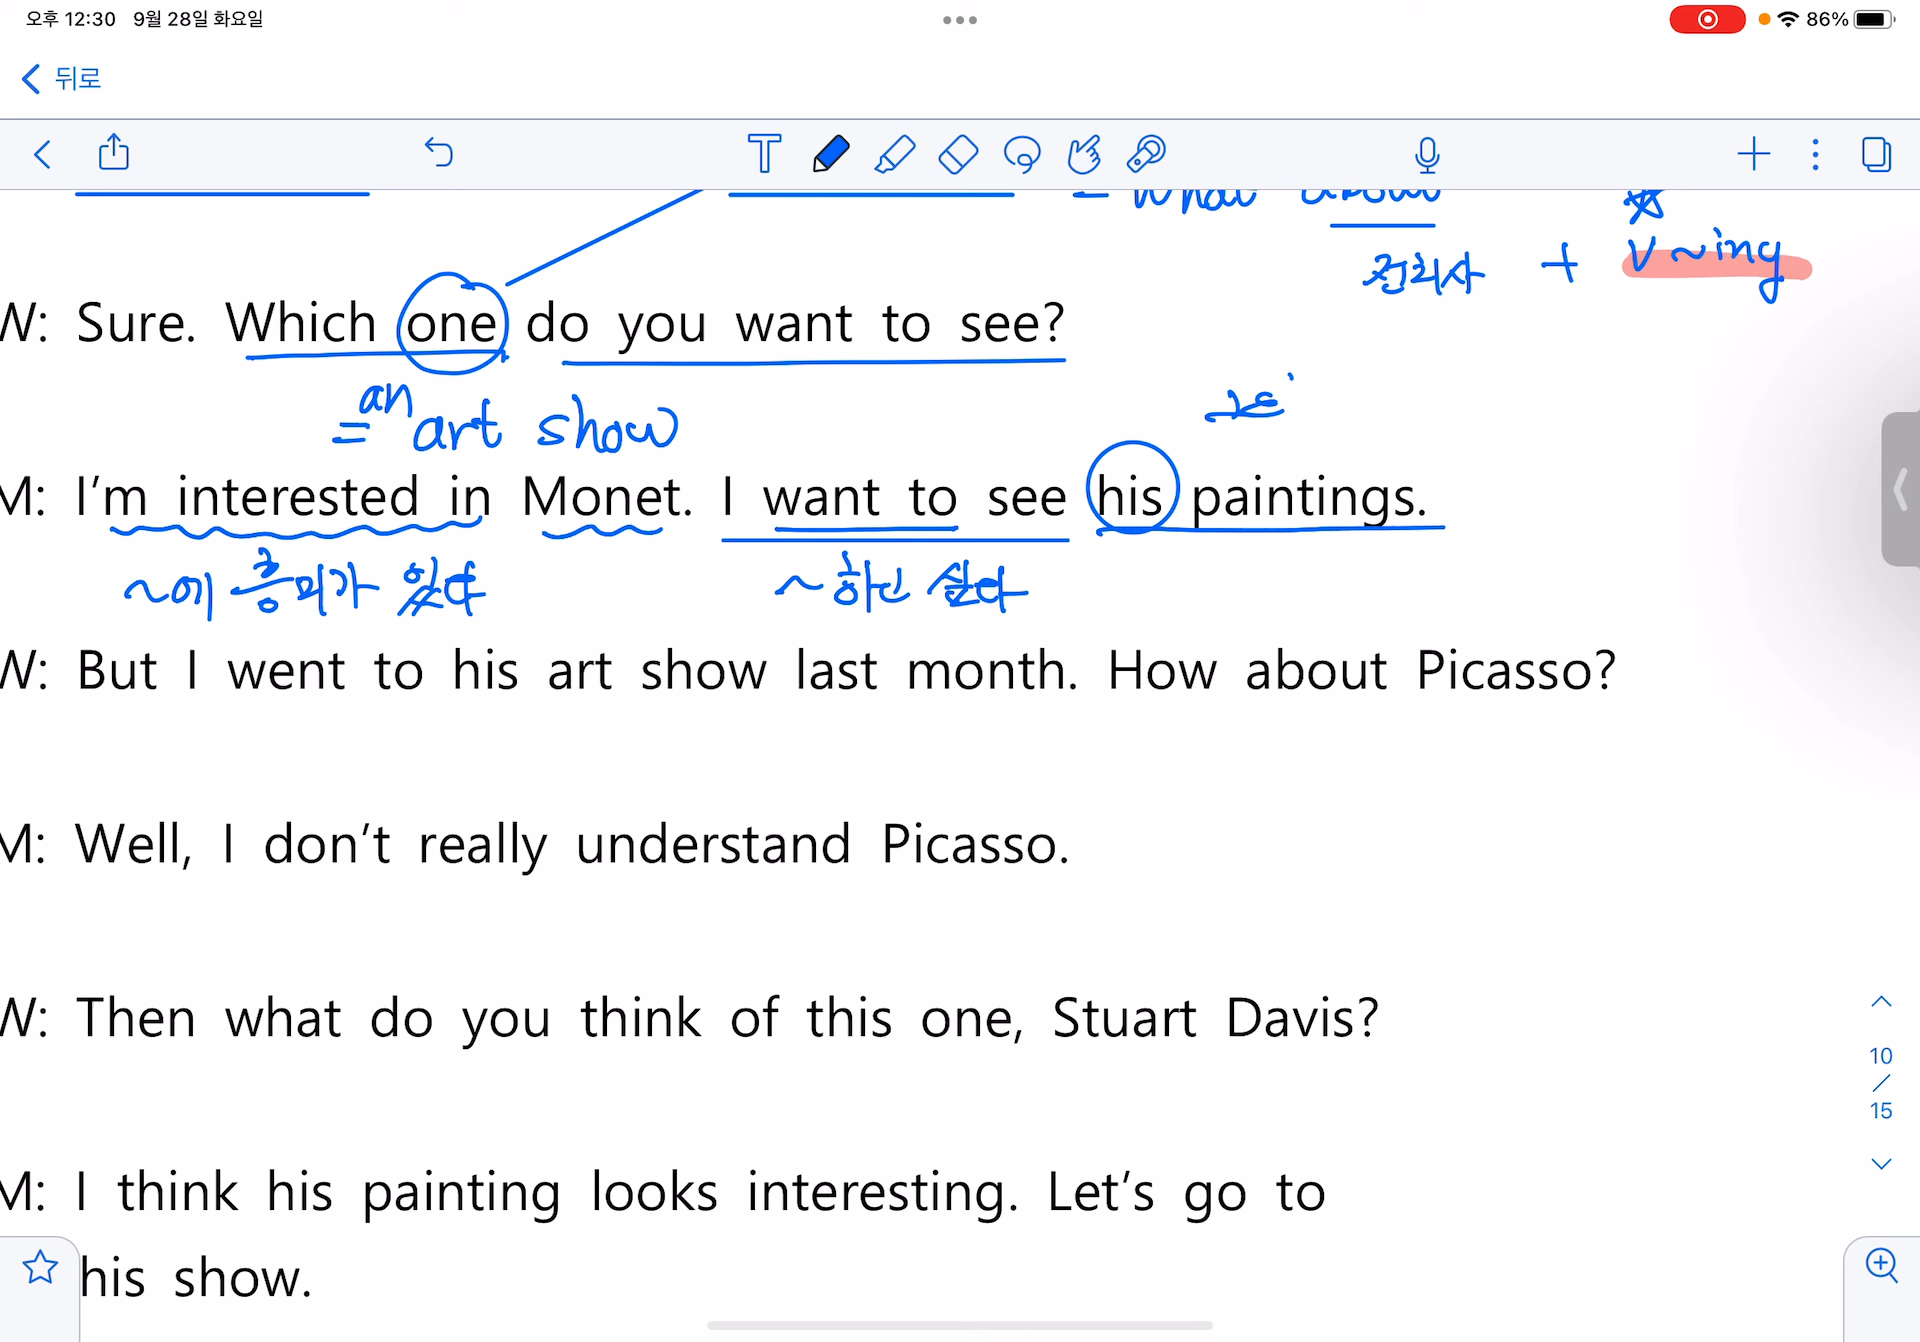 오후 12:30 9월 28일 화요일
86%
뒤로
= what about
전치사 + V~ing
W: Sure. Which one do you want to see?
= an art show
M: I'm interested in Monet. I want to see his paintings.
~에 흥미가 있다 ~하고 싶다
W: But I went to his art show last month. How about Picasso?
M: Well, I don't really understand Picasso.
W: Then what do you think of this one, Stuart Davis?
10
/
15
M: I think his painting looks interesting. Let's go to
his show.